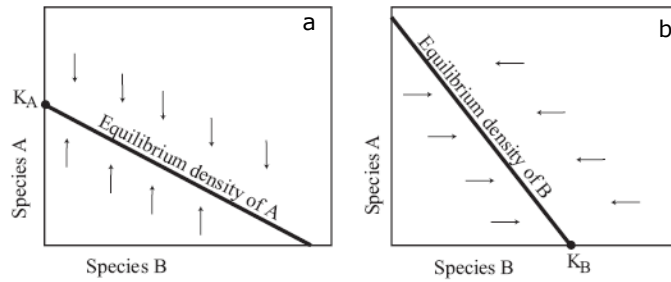 a
K_A
Equilibrium density of A
Species A
Species B
b
Equilibrium density of B
Species A
Species B
K_B